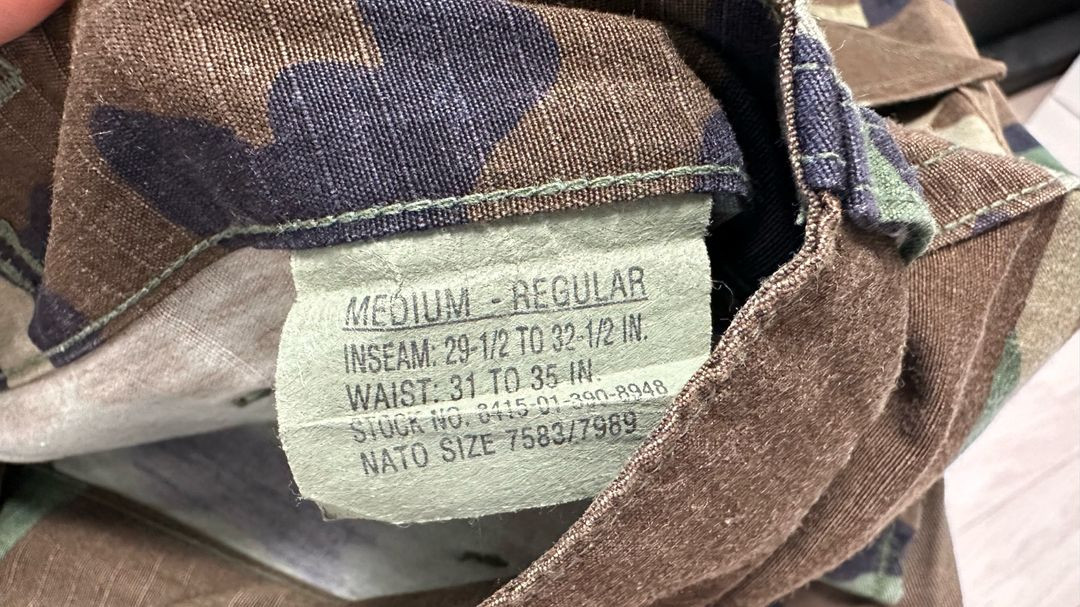 MEDIUM - REGULAR
INSEAM: 29-1/2 TO 32-1/2 IN.
WAIST: 31 TO 35 IN.
STOCK NO. 8415-01-390-8948
NATO SIZE 7583/7989